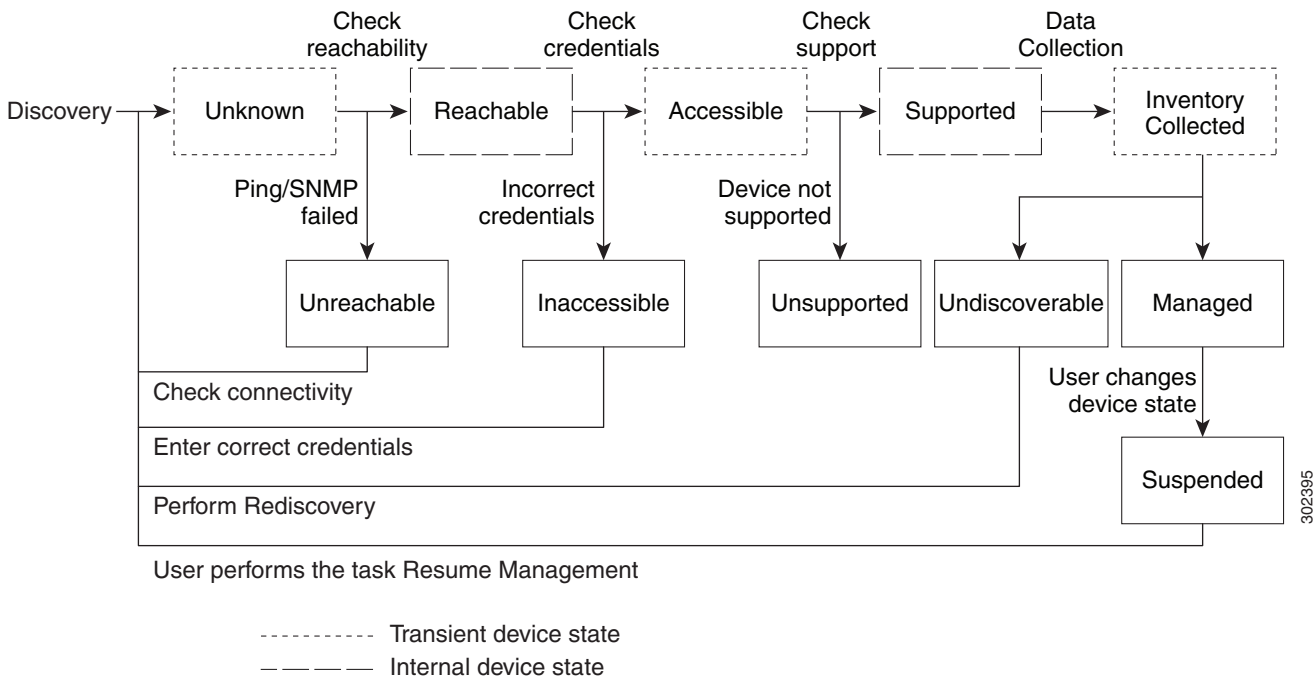 Check
reachability
Check
credentials
Check
support
Data
Collection
Discovery
Unknown
Reachable
Accessible
Supported
Inventory
Collected
Ping/SNMP
failed
Incorrect
credentials
Device not
supported
Unreachable
Inaccessible
Unsupported
Undiscoverable
Managed
Check connectivity
User changes
device state
Enter correct credentials
Suspended
Perform Rediscovery
User performs the task Resume Management
302395
Transient device state
Internal device state